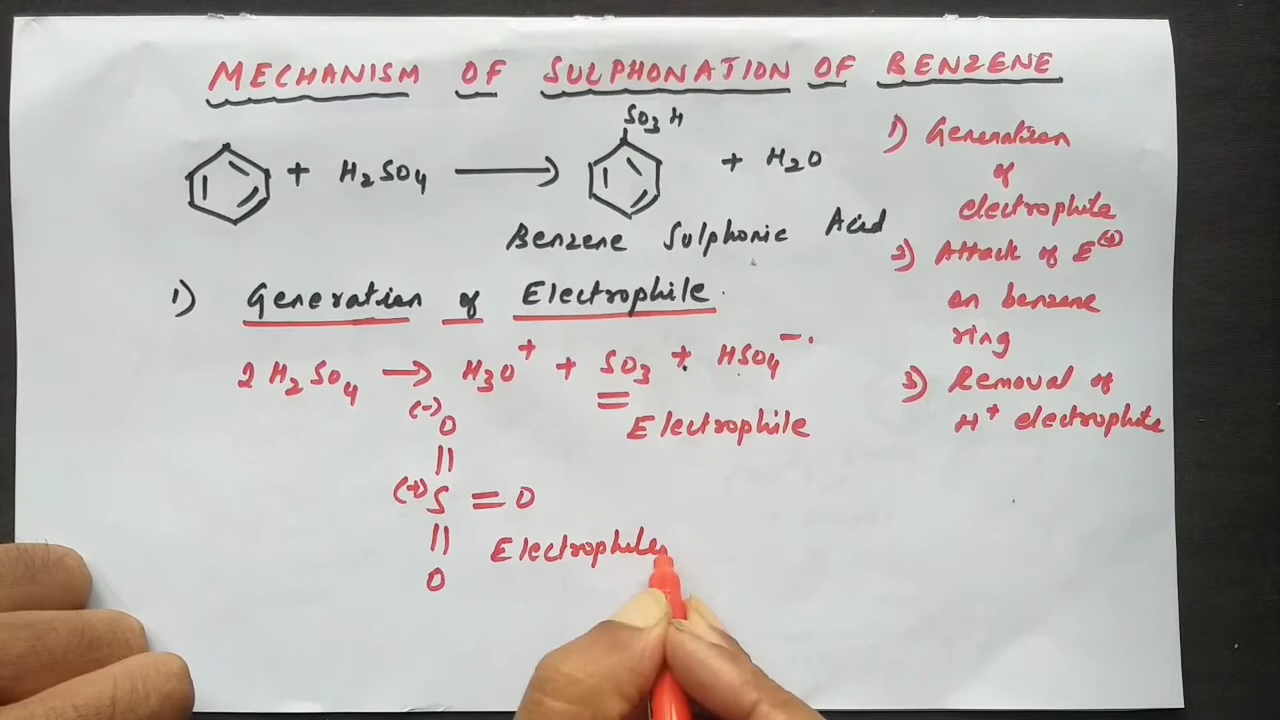 MECHANISM OF SULPHONATION OF BENZENE
SO3H
+ H2SO4 ⟶ + H2O
Benzene Sulphonic Acid
1) Generation of Electrophile.
2 H2SO4 → H3O+ + SO3 + HSO4-.
Electrophile
(-)O
||
(+)S = O
||
O
Electrophile
1) Generation
of
electrophile
2) Attack of E(+)
on benzene
ring
3) Removal of
H+ electrophile